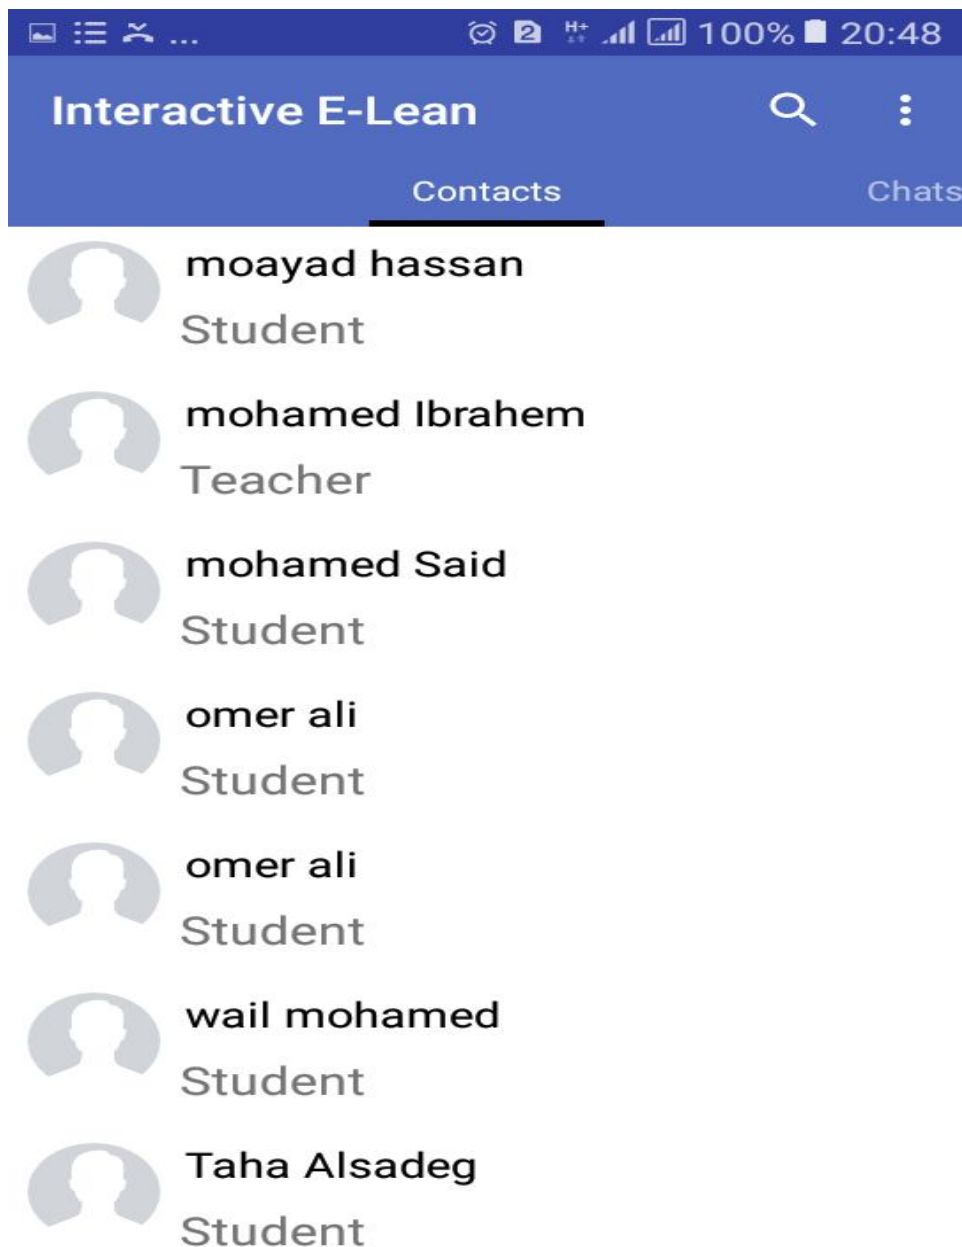 ... 2 H+ 100% 20:48
Interactive E-Lean
Contacts Chats
moayad hassan
Student
mohamed Ibrahem
Teacher
mohamed Said
Student
omer ali
Student
omer ali
Student
wail mohamed
Student
Taha Alsadeg
Student